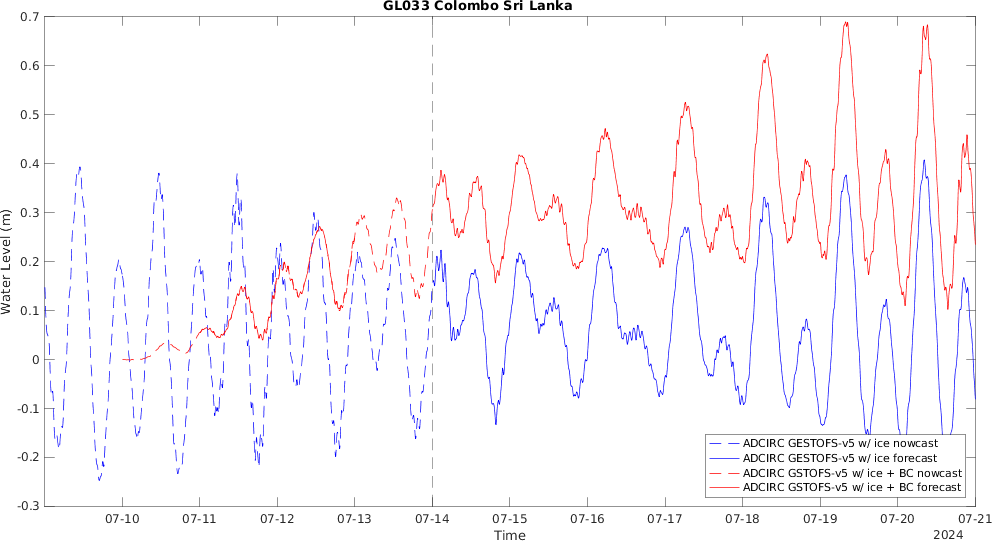 GL033 Colombo Sri Lanka
Water Level (m)
0.7
0.6
0.5
0.4
0.3
0.2
0.1
0
-0.1
-0.2
-0.3
ADCIRC GESTOFS-v5 w/ ice nowcast
ADCIRC GESTOFS-v5 w/ ice forecast
ADCIRC GSTOFS-v5 w/ ice + BC nowcast
ADCIRC GSTOFS-v5 w/ ice + BC forecast
07-10 07-11 07-12 07-13 07-14 07-15 07-16 07-17 07-18 07-19 07-20 07-21
Time
2024